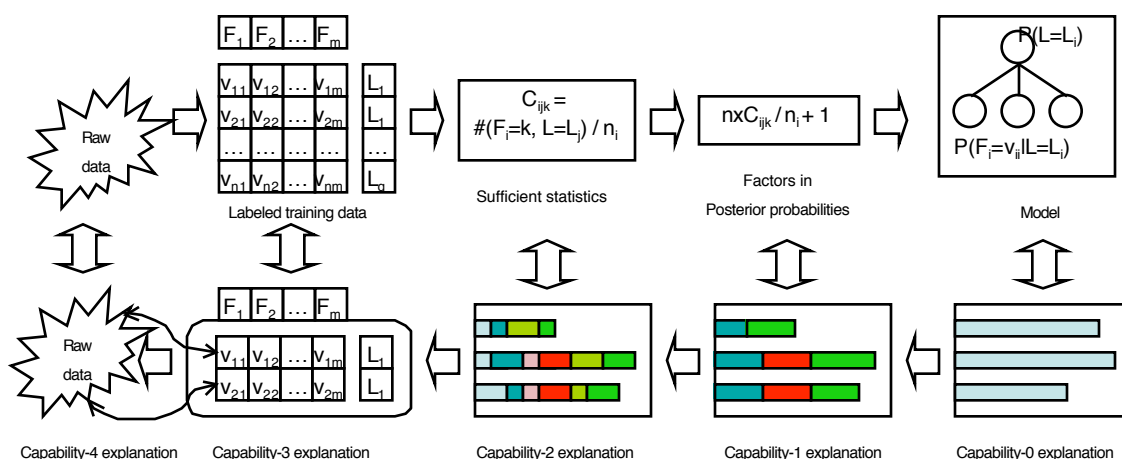 F₁ F₂ … Fₘ
Raw
data
v₁₁ v₁₂ … v₁ₘ L₁
v₂₁ v₂₂ … v₂ₘ L₁
… … … … …
vₙ₁ vₙ₂ … vₙₘ L_q
Labeled training data
Cᵢⱼₖ =
#(Fᵢ=k, L=Lⱼ) / nᵢ
Sufficient statistics
nxCᵢⱼₖ/nᵢ + 1
Factors in
Posterior probabilities
P(L=Lᵢ)
P(Fᵢ=vᵢᵢ|L=Lᵢ)
Model
F₁ F₂ … Fₘ
Raw
data
v₁₁ v₁₂ … v₁ₘ L₁
v₂₁ v₂₂ … v₂ₘ L₁
Capability-4 explanation
Capability-3 explanation
Capability-2 explanation
Capability-1 explanation
Capability-0 explanation